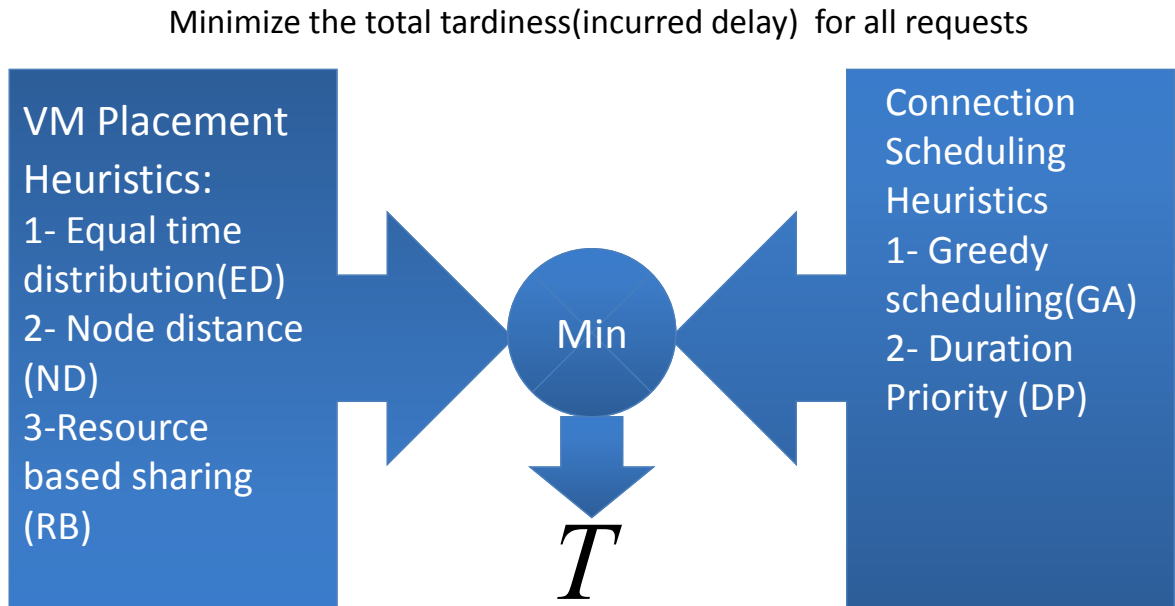 Minimize the total tardiness(incurred delay)  for all requests
VM Placement
Heuristics:
1- Equal time
distribution(ED)
2- Node distance
(ND)
3-Resource
based sharing
(RB)
Min
T
Connection
Scheduling
Heuristics
1- Greedy
scheduling(GA)
2- Duration
Priority (DP)